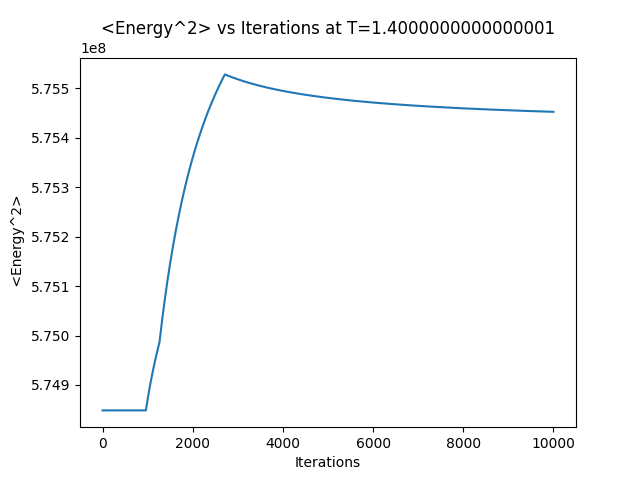 <Energy^2> vs Iterations at T=1.4000000000000001
1e8
5.755
5.754
5.753
5.752
5.751
5.750
5.749
<Energy^2>
0 2000 4000 6000 8000 10000
Iterations